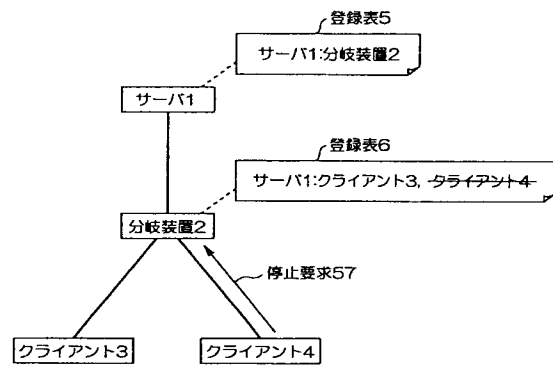 登録表5
サーバ1:分岐装置2
サーバ1
登録表6
サーバ1:クライアント3, クライアント4
分岐装置2
停止要求57
クライアント3
クライアント4